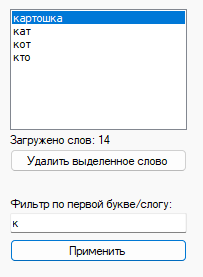 картошка
кат
кот
кто
Загружено слов: 14
Удалить выделенное слово
Фильтр по первой букве/слогу:
к
Применить